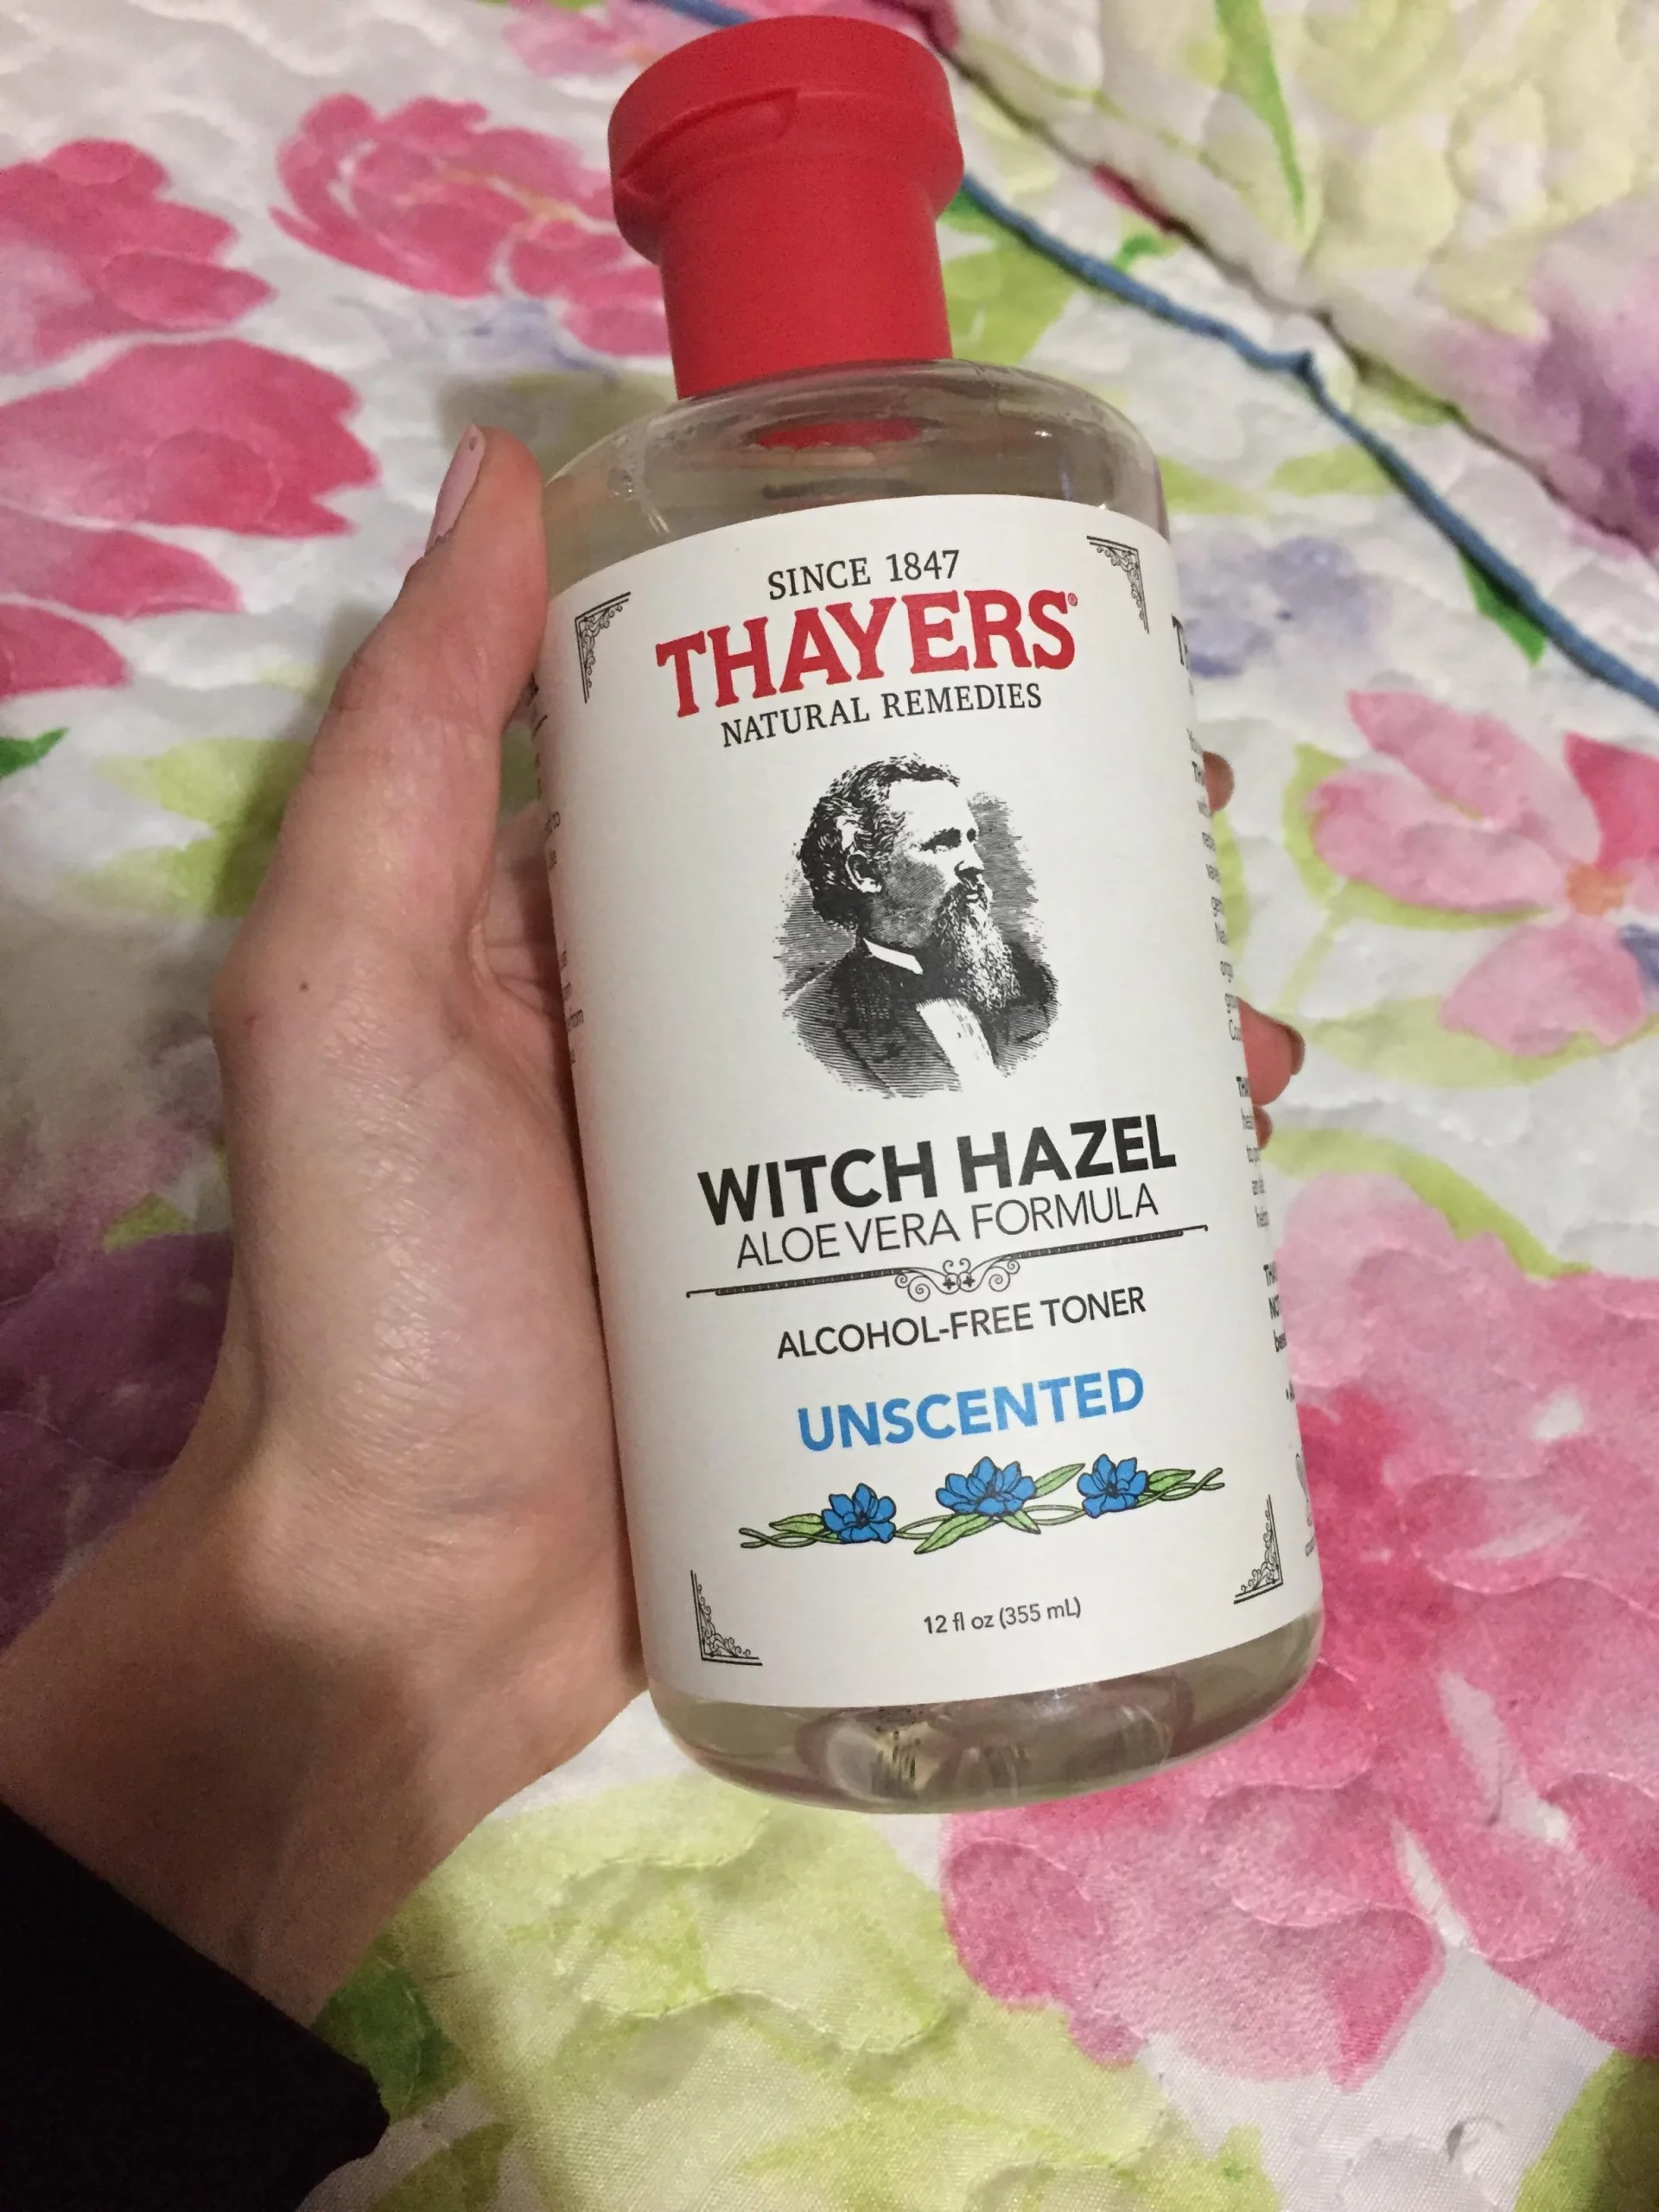 SINCE 1847
THAYERS®
NATURAL REMEDIES
WITCH HAZEL
ALOE VERA FORMULA
ALCOHOL-FREE TONER
UNSCENTED
12 fl oz (355 mL)